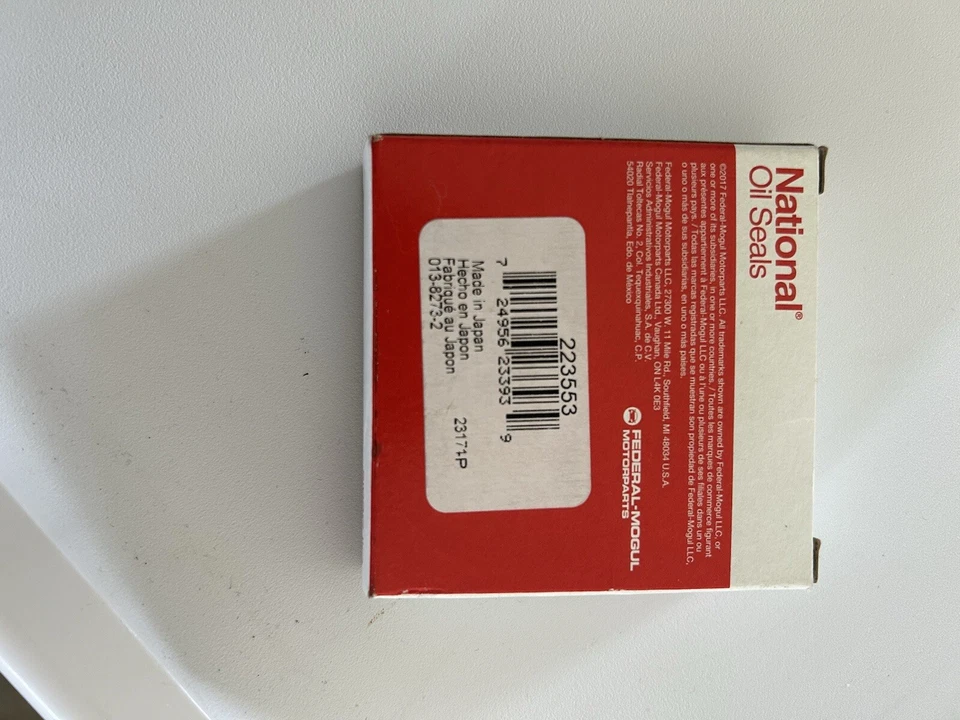 National®
Oil Seals
©2017 Federal-Mogul Motorparts LLC. All trademarks shown are owned by Federal-Mogul LLC, or
one or more of its subsidiaries, in one or more countries. / Toutes les marques de commerce figurant
aux présentes appartiennent à Federal-Mogul LLC ou à l'une ou plusieurs de ses filiales dans un ou
plusieurs pays. / Todas las marcas registradas que se muestran son propiedad de Federal-Mogul LLC,
o uno o más de sus subsidiarias, en uno o más países.
Federal-Mogul Motorparts LLC, 27300 W. 11 Mile Rd., Southfield, MI 48034 U.S.A.
Federal-Mogul Motorparts Canada Ltd., Vaughan, ON L4K 0E3
Servicios Administrativos Industriales, S.A. de C.V.
Radial Toltecas No. 2, Col. Tequexquinahuac, C.P.
54020 Tlalnepantla, Edo. de México
FEDERAL-MOGUL
MOTORPARTS
223553
7 24956 23393 9
Made in Japan
Hecho en Japon
Fabriqué au Japon
013-8273-2
23171P